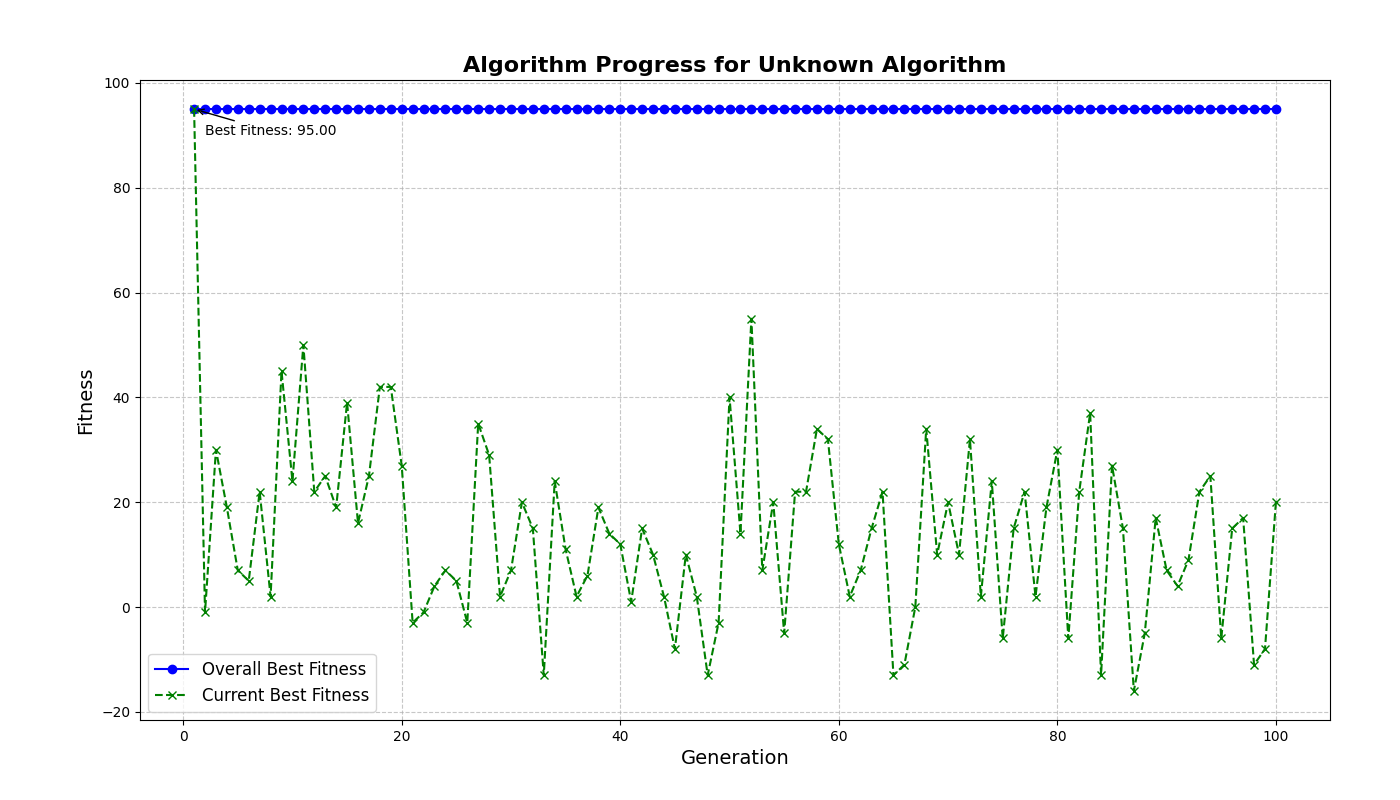 Algorithm Progress for Unknown Algorithm
100
80
60
40
20
0
−20
Fitness
Best Fitness: 95.00
Overall Best Fitness
Current Best Fitness
0 20 40 60 80 100
Generation